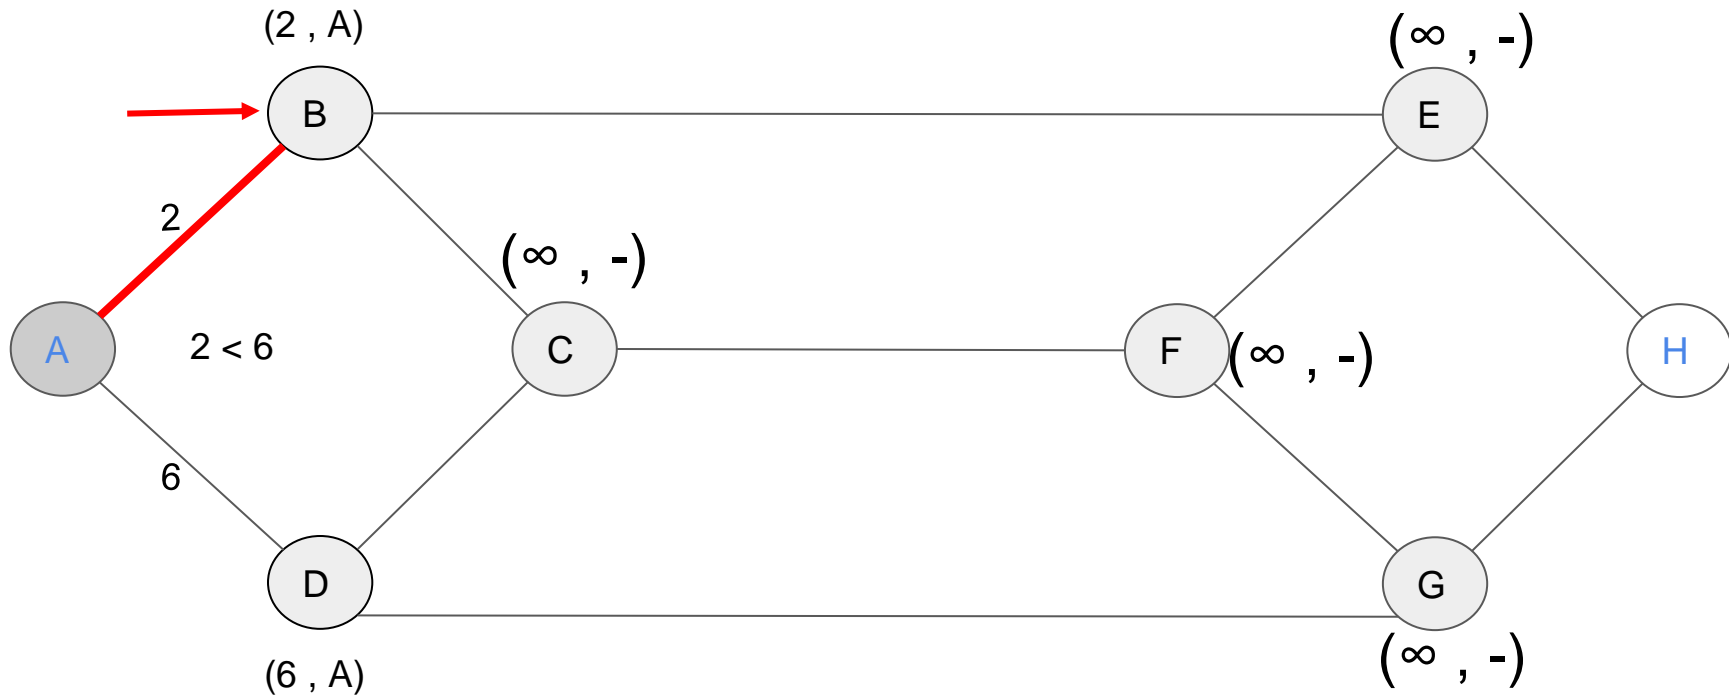 (2 , A)
(∞ , -)
B
E
2
(∞ , -)
A
2 < 6
C
F
(∞ , -)
H
6
D
G
(6 , A)
(∞ , -)